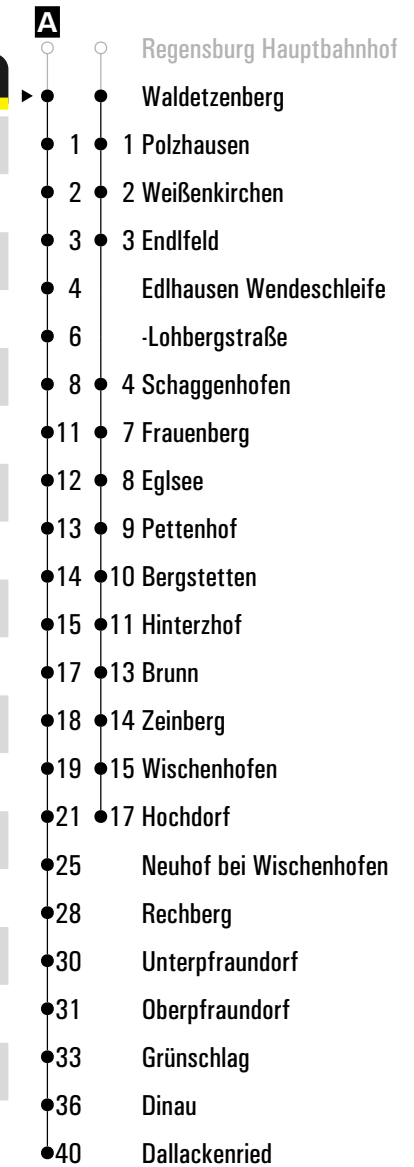 A
Regensburg Hauptbahnhof
Waldetzenberg
1 1 Polzhausen
2 2 Weißenkirchen
3 3 Endlfeld
4 Edlhausen Wendeschleife
6 -Lohbergstraße
8 4 Schaggenhofen
11 7 Frauenberg
12 8 Eglsee
13 9 Pettenhof
14 10 Bergstetten
15 11 Hinterzhof
17 13 Brunn
18 14 Zeinberg
19 15 Wischenhofen
21 17 Hochdorf
25 Neuhof bei Wischenhofen
28 Rechberg
30 Unterpfraundorf
31 Oberpfraundorf
33 Grünschlag
36 Dinau
40 Dallackenried